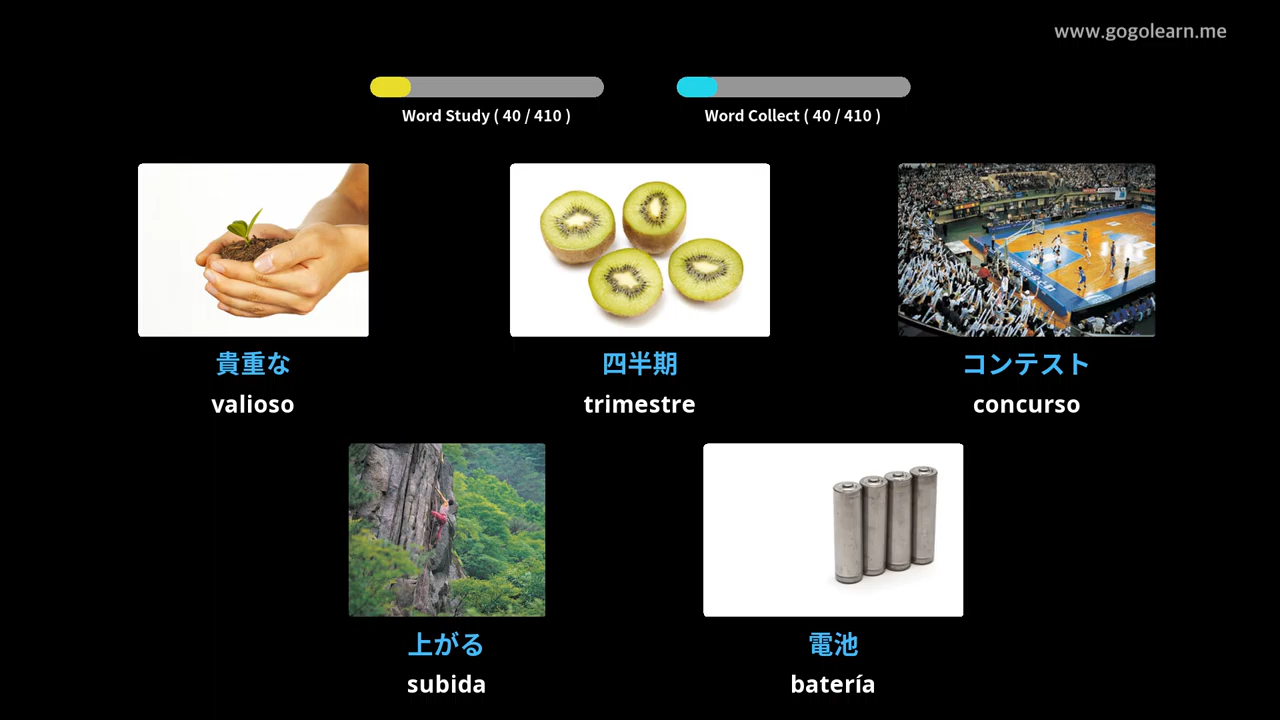 www.gogolearn.me
Word Study ( 40 / 410 )
Word Collect ( 40 / 410 )
貴重な
valioso
四半期
trimestre
コンテスト
concurso
上がる
subida
電池
batería